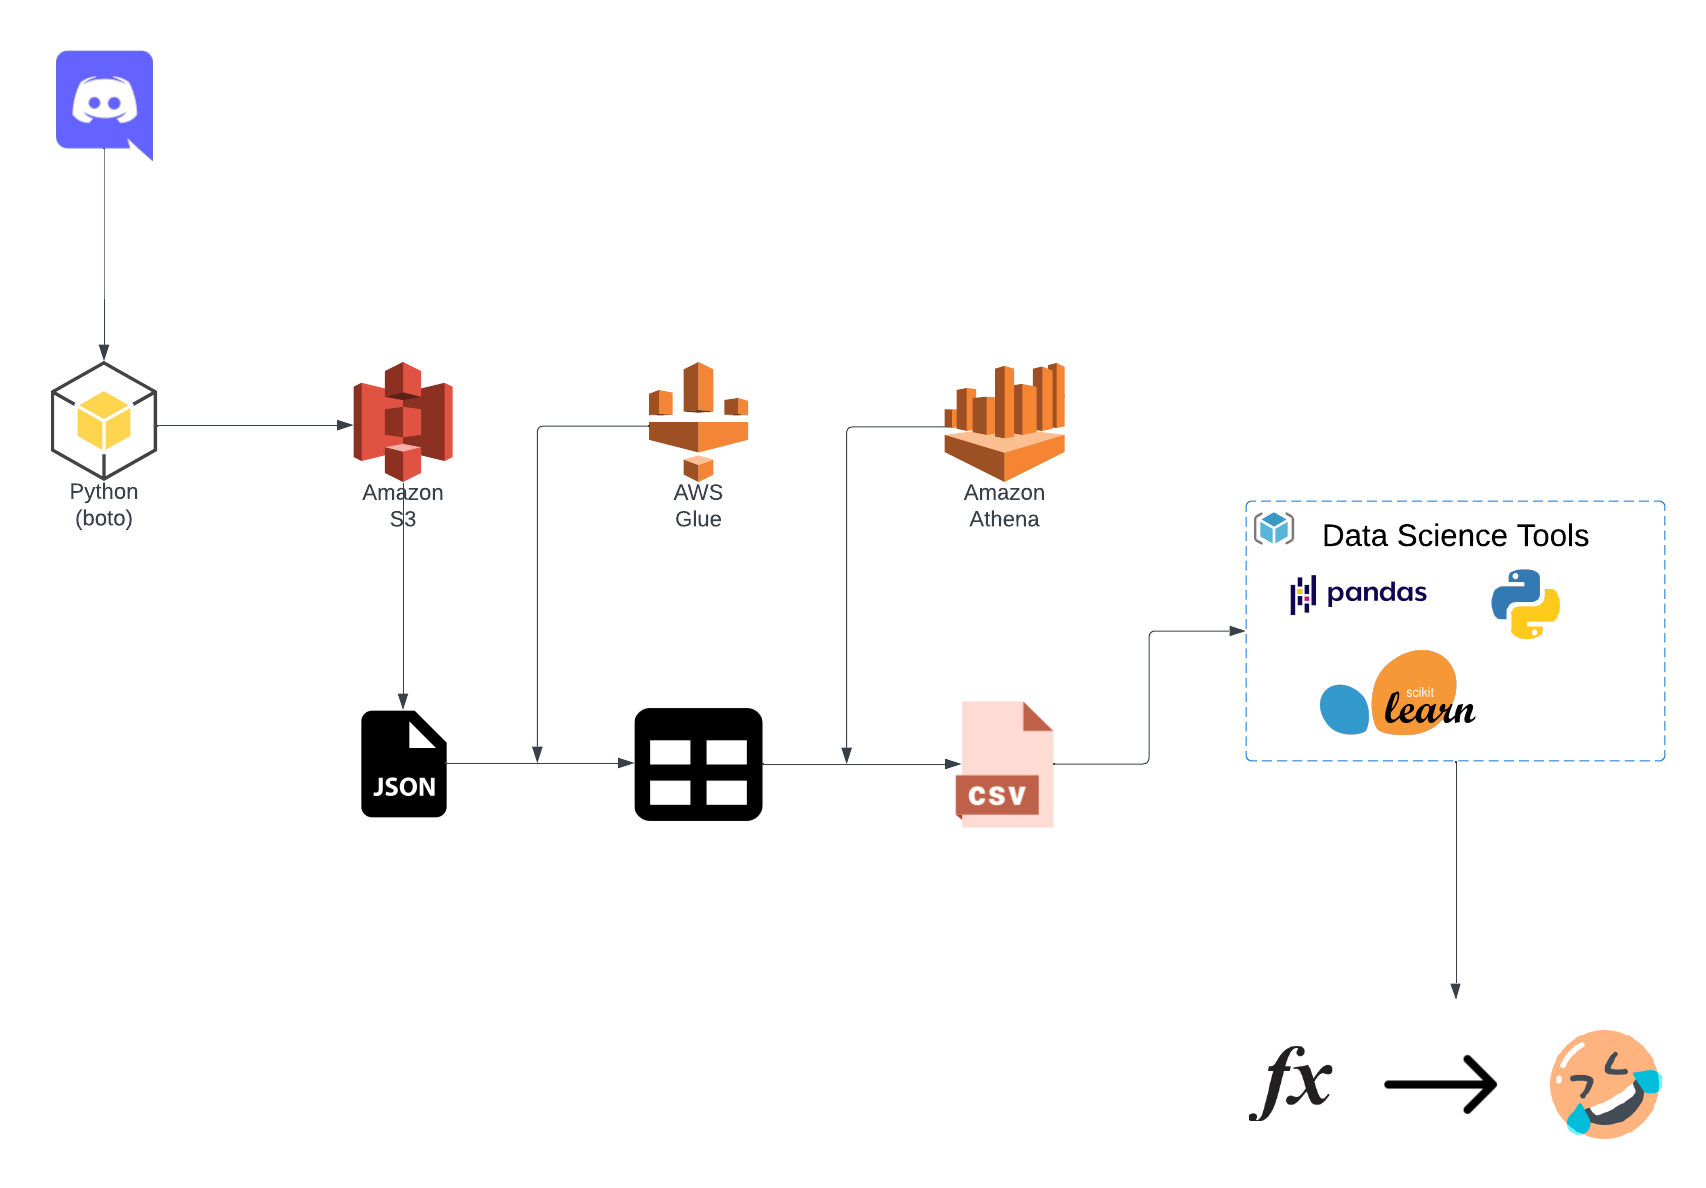 Python
(boto)
Amazon
S3
AWS
Glue
Amazon
Athena
Data Science Tools
pandas
scikit
learn
JSON
CSV
fx